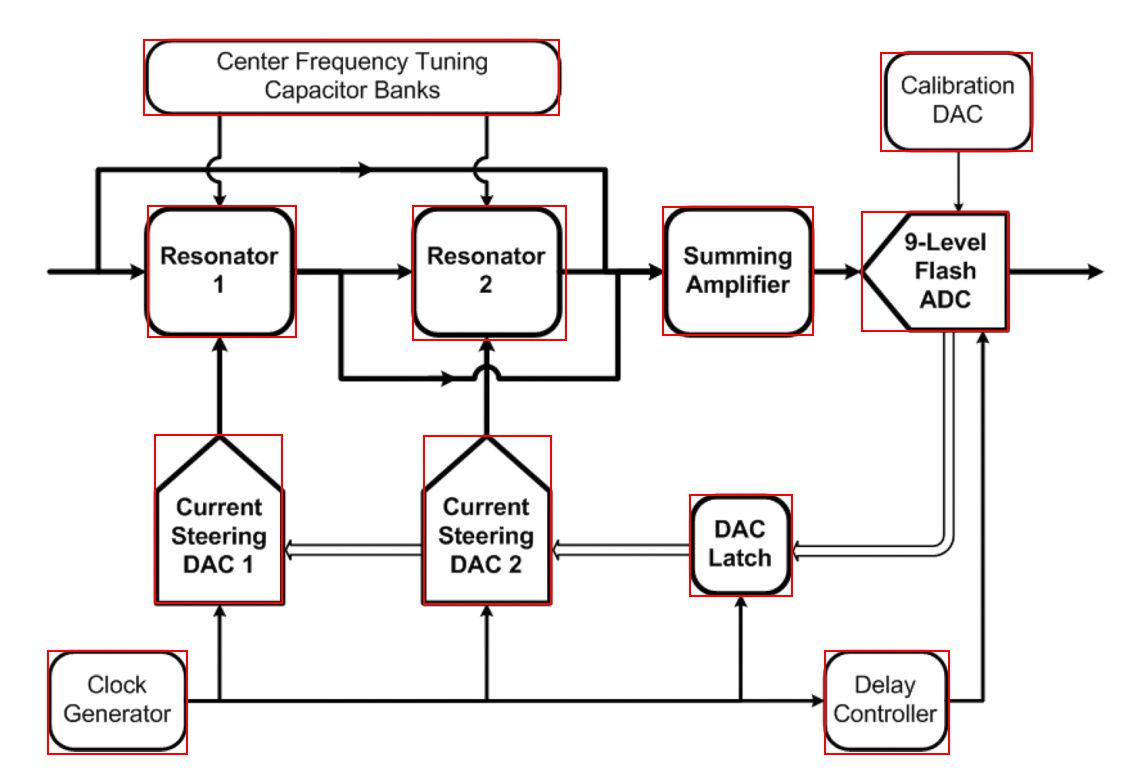 Center Frequency Tuning
Capacitor Banks
Calibration
DAC
Resonator
1
Resonator
2
Summing
Amplifier
9-Level
Flash
ADC
Current
Steering
DAC 1
Current
Steering
DAC 2
DAC
Latch
Clock
Generator
Delay
Controller